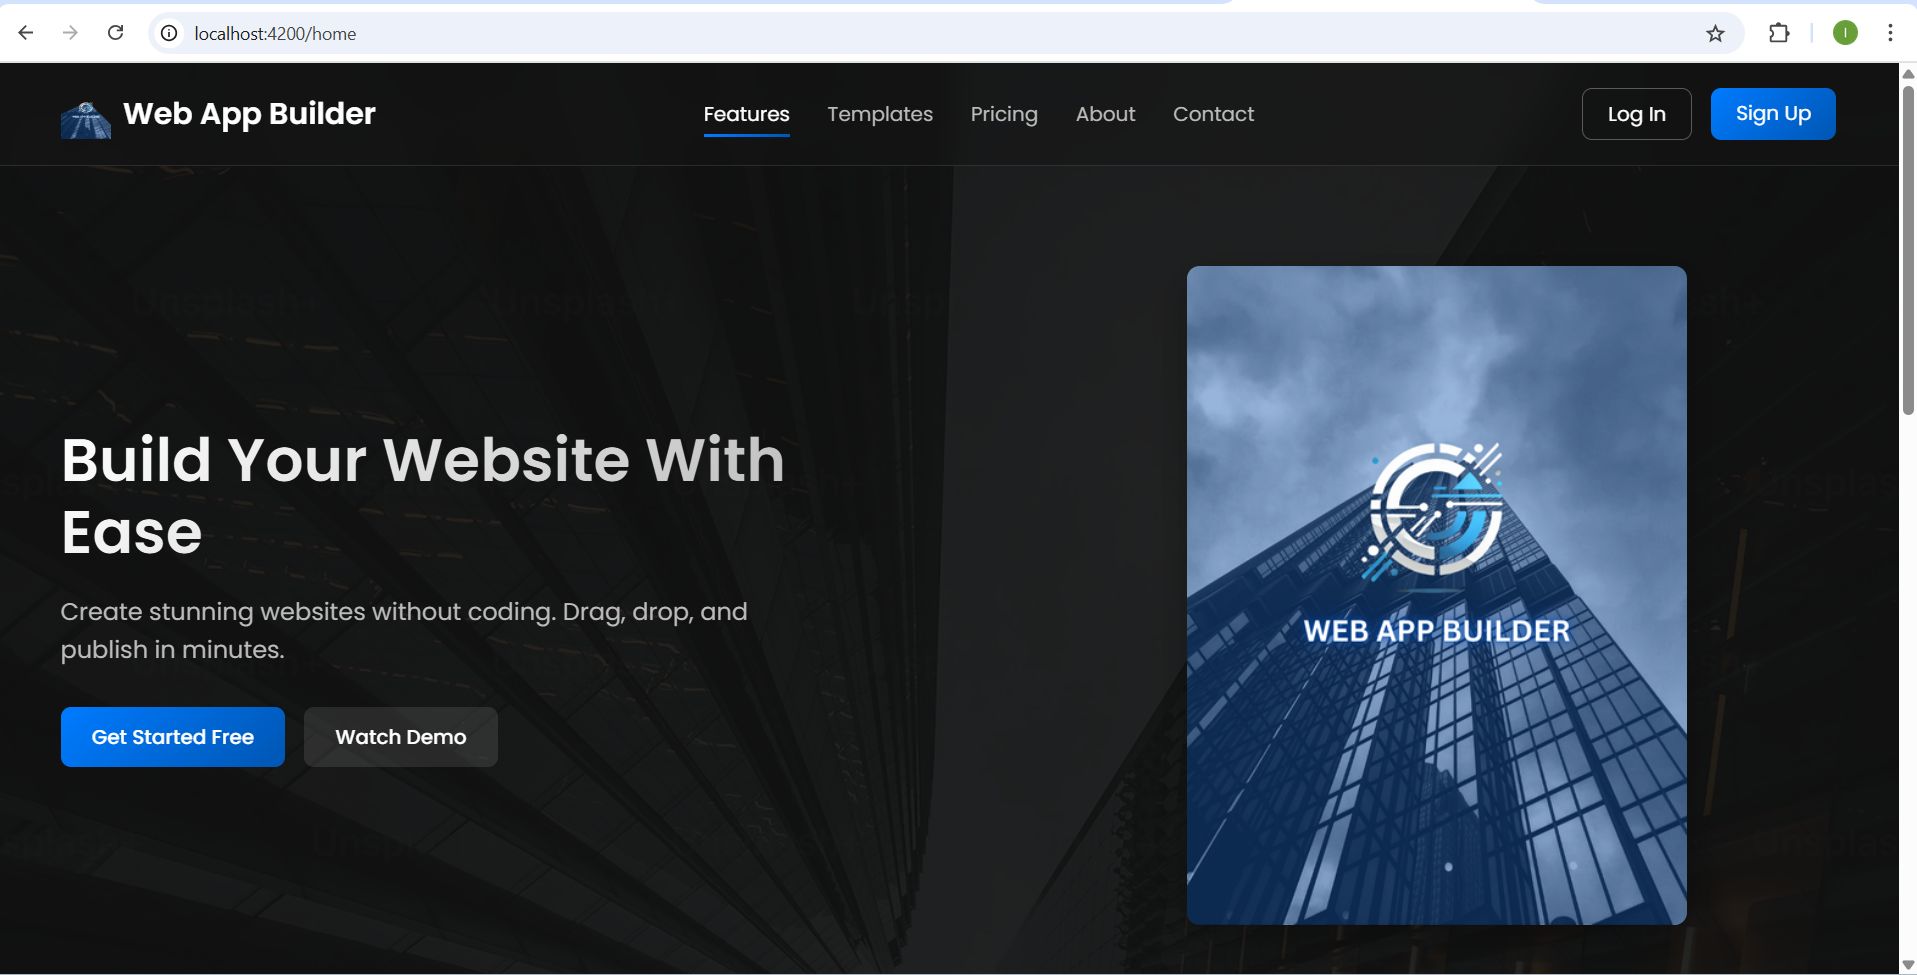 localhost:4200/home
Web App Builder
Features
Templates
Pricing
About
Contact
Log In
Sign Up
Unsplash+
Unsplash+
Build Your Website With
Ease
Create stunning websites without coding. Drag, drop, and
publish in minutes.
Get Started Free
Watch Demo
WEB APP BUILDER